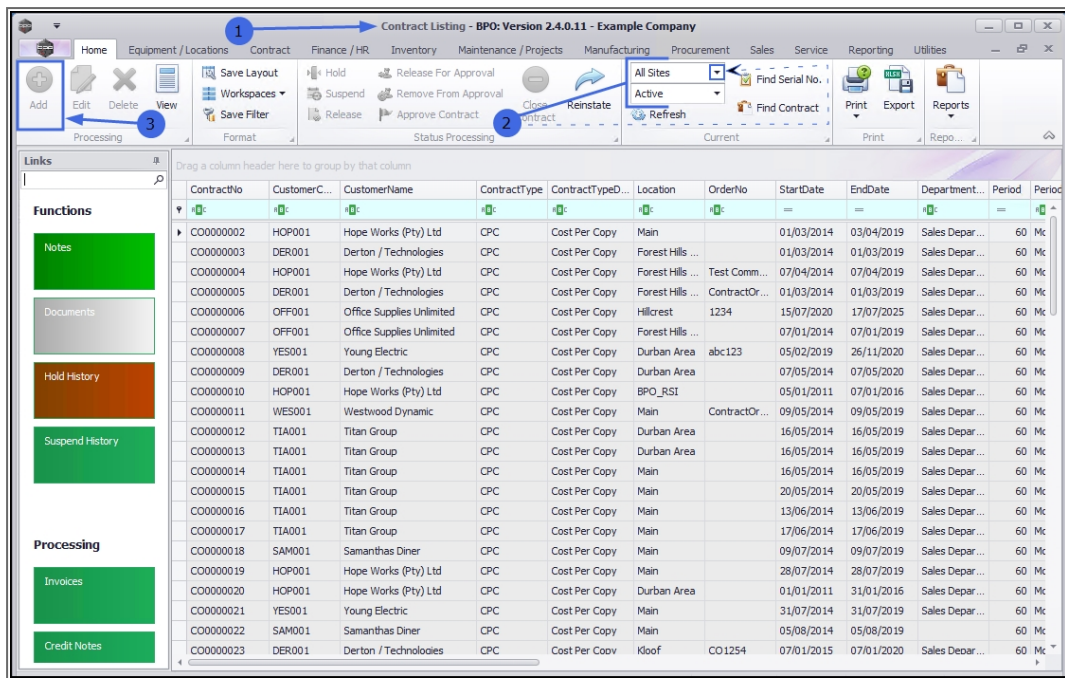 1
Contract Listing - BPO: Version 2.4.0.11 - Example Company
Home Equipment / Locations Contract Finance / HR Inventory Maintenance / Projects Manufacturing Procurement Sales Service Reporting Utilities
Add Edit Delete View
Save Layout
Workspaces
Save Filter
Hold
Suspend
Release
Release For Approval
Remove From Approval
Approve Contract
Close
Contract
Reinstate
All Sites
Active
Refresh
Find Serial No.
Find Contract
Print Export Reports
3
2
Processing Format Status Processing Current Print Repo...
Links
Drag a column header here to group by that column
ContractNo CustomerC... CustomerName ContractType ContractTypeD... Location OrderNo StartDate EndDate Department... Period Period
Functions
Notes
Documents
Hold History
Suspend History
Processing
Invoices
Credit Notes
CO0000002 HOP001 Hope Works (Pty) Ltd CPC Cost Per Copy Main 01/03/2014 03/04/2019 Sales Depar... 60 Mc
CO0000003 DER001 Derton / Technologies CPC Cost Per Copy Forest Hills ... 01/03/2014 01/03/2019 Sales Depar... 60 Mc
CO0000004 HOP001 Hope Works (Pty) Ltd CPC Cost Per Copy Forest Hills ... Test Comm... 07/04/2014 07/04/2019 Sales Depar... 60 Mc
CO0000005 DER001 Derton / Technologies CPC Cost Per Copy Forest Hills ... ContractOr... 01/03/2014 01/03/2019 Sales Depar... 60 Mc
CO0000006 OFF001 Office Supplies Unlimited CPC Cost Per Copy Hillcrest 1234 15/07/2020 17/07/2025 Sales Depar... 60 Mc
CO0000007 OFF001 Office Supplies Unlimited CPC Cost Per Copy Forest Hills ... 07/01/2014 07/01/2019 Sales Depar... 60 Mc
CO0000008 YES001 Young Electric CPC Cost Per Copy Durban Area abc123 05/02/2019 26/11/2020 Sales Depar... 60 Mc
CO0000009 DER001 Derton / Technologies CPC Cost Per Copy Durban Area 07/05/2014 07/05/2020 Sales Depar... 60 Mc
CO0000010 HOP001 Hope Works (Pty) Ltd CPC Cost Per Copy BPO_RSI 05/01/2011 07/01/2016 Sales Depar... 60 Mc
CO0000011 WES001 Westwood Dynamic CPC Cost Per Copy Main ContractOr... 09/05/2014 09/05/2019 Sales Depar... 60 Mc
CO0000012 TIA001 Titan Group CPC Cost Per Copy Durban Area 16/05/2014 16/05/2019 Sales Depar... 60 Mc
CO0000013 TIA001 Titan Group CPC Cost Per Copy Durban Area 16/05/2014 16/05/2019 Sales Depar... 60 Mc
CO0000014 TIA001 Titan Group CPC Cost Per Copy Main 16/05/2014 16/05/2019 Sales Depar... 60 Mc
CO0000015 TIA001 Titan Group CPC Cost Per Copy Main 20/05/2014 20/05/2019 Sales Depar... 60 Mc
CO0000016 TIA001 Titan Group CPC Cost Per Copy Main 13/06/2014 13/06/2019 Sales Depar... 60 Mc
CO0000017 TIA001 Titan Group CPC Cost Per Copy Main 17/06/2014 17/06/2019 Sales Depar... 60 Mc
CO0000018 SAM001 Samanthas Diner CPC Cost Per Copy Main 09/07/2014 09/07/2019 Sales Depar... 60 Mc
CO0000019 HOP001 Hope Works (Pty) Ltd CPC Cost Per Copy Main 28/07/2014 28/07/2019 Sales Depar... 60 Mc
CO0000020 HOP001 Hope Works (Pty) Ltd CPC Cost Per Copy Durban Area 01/01/2011 31/01/2016 Sales Depar... 60 Mc
CO0000021 YES001 Young Electric CPC Cost Per Copy Main 31/07/2014 31/07/2019 Sales Depar... 60 Mc
CO0000022 SAM001 Samanthas Diner CPC Cost Per Copy Main 05/08/2014 05/08/2019 60 Mc
CO0000023 DER001 Derton / Technologies CPC Cost Per Copy Kloof CO1254 07/01/2015 07/01/2020 Sales Depar... 60 Mc